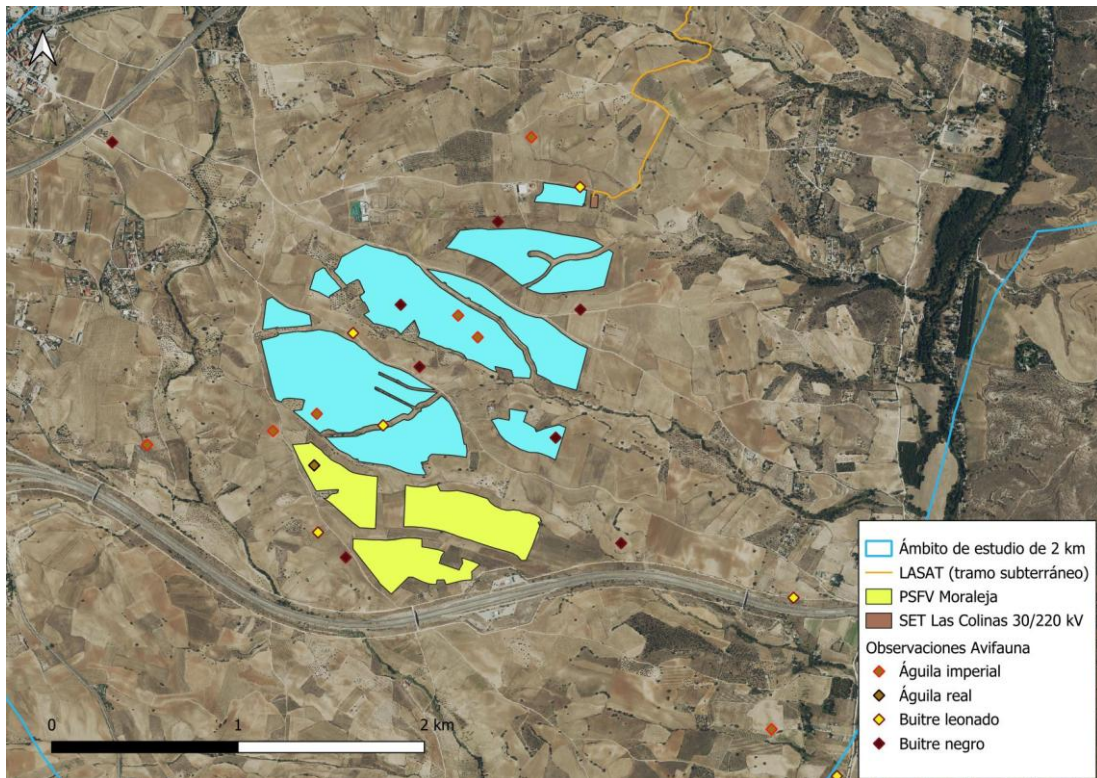 Ámbito de estudio de 2 km
LASAT (tramo subterráneo)
PSFV Moraleja
SET Las Colinas 30/220 kV
Observaciones Avifauna
Águila imperial
Águila real
Buitre leonado
Buitre negro
0 1 2 km